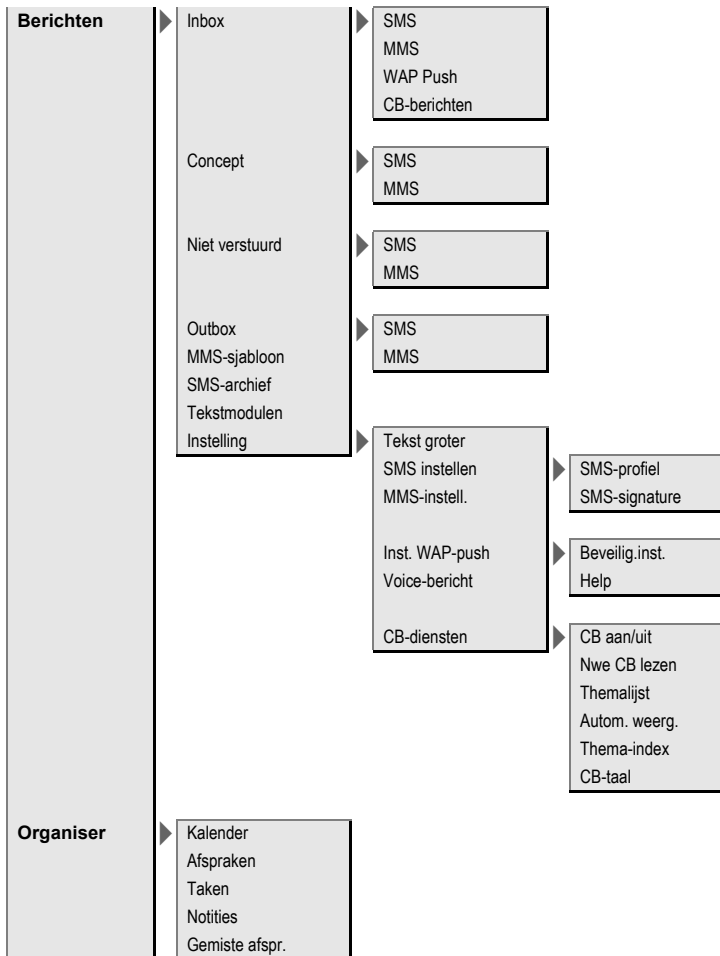 Berichten
Inbox
SMS
MMS
WAP Push
CB-berichten
Concept
SMS
MMS
Niet verstuurd
SMS
MMS
Outbox
SMS
MMS-sjabloon
MMS
SMS-archief
Tekstmodulen
Instelling
Tekst groter
SMS instellen
SMS-profiel
MMS-instell.
SMS-signature
Inst. WAP-push
Beveilig.inst.
Voice-bericht
Help
CB-diensten
CB aan/uit
Nwe CB lezen
Themalijst
Autom. weerg.
Thema-index
CB-taal
Organiser
Kalender
Afspraken
Taken
Notities
Gemiste afspr.